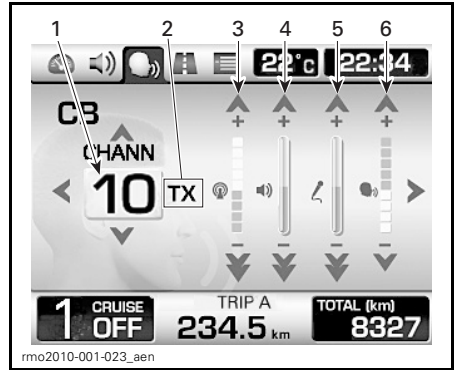 1 2 3 4 5 6
22°c 22:34
CB
CHANN
10 TX
+ + + +
- - - -
1 CRUISE OFF
TRIP A
234.5 km
TOTAL (km)
8327
rmo2010-001-023_aen